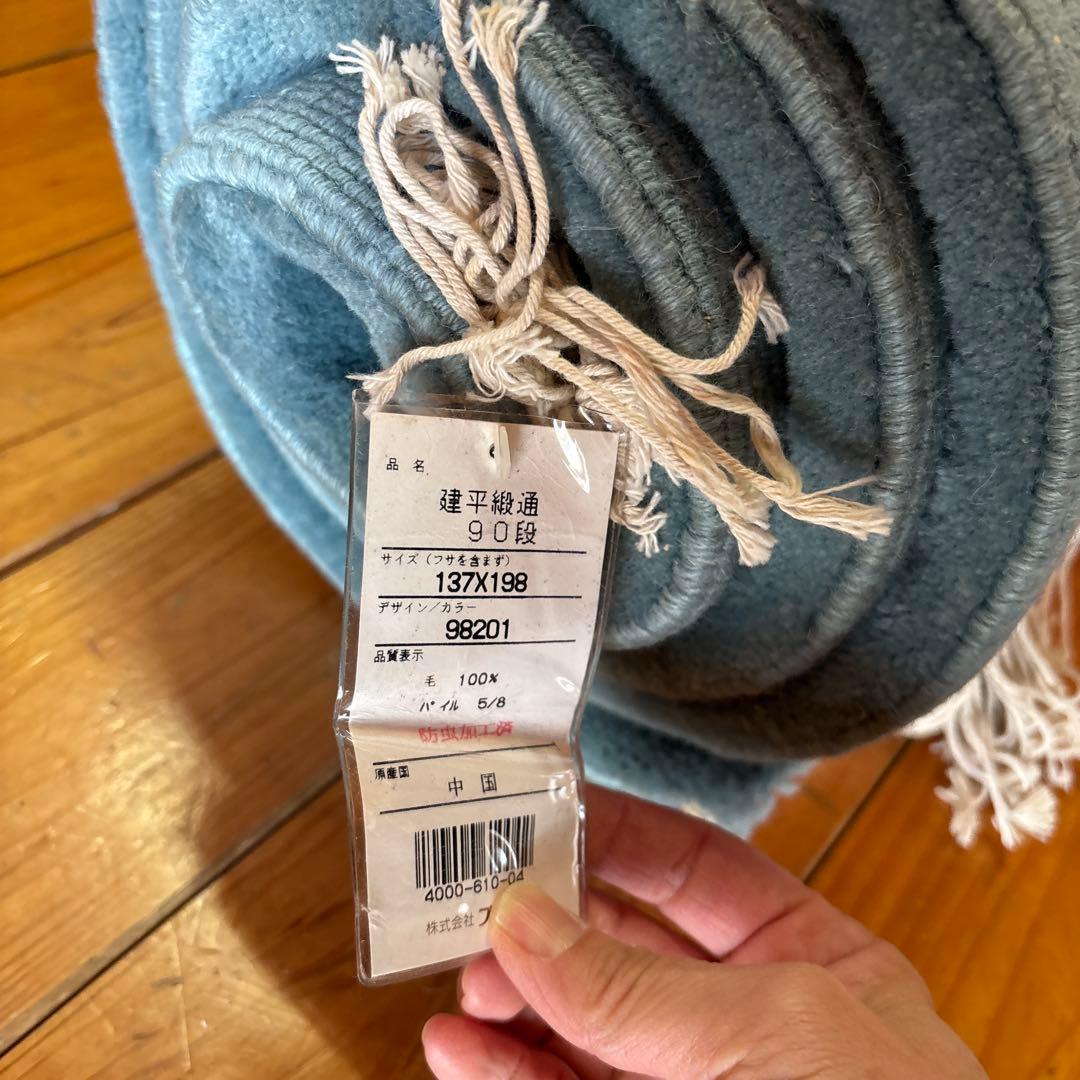 品名
建平緞通
90段
サイズ(フサを含まず)
137X198
デザイン/カラー
98201
品質表示
毛 100%
パイル 5/8
防虫加工済
原産国
中国
4000-610-04
株式会社